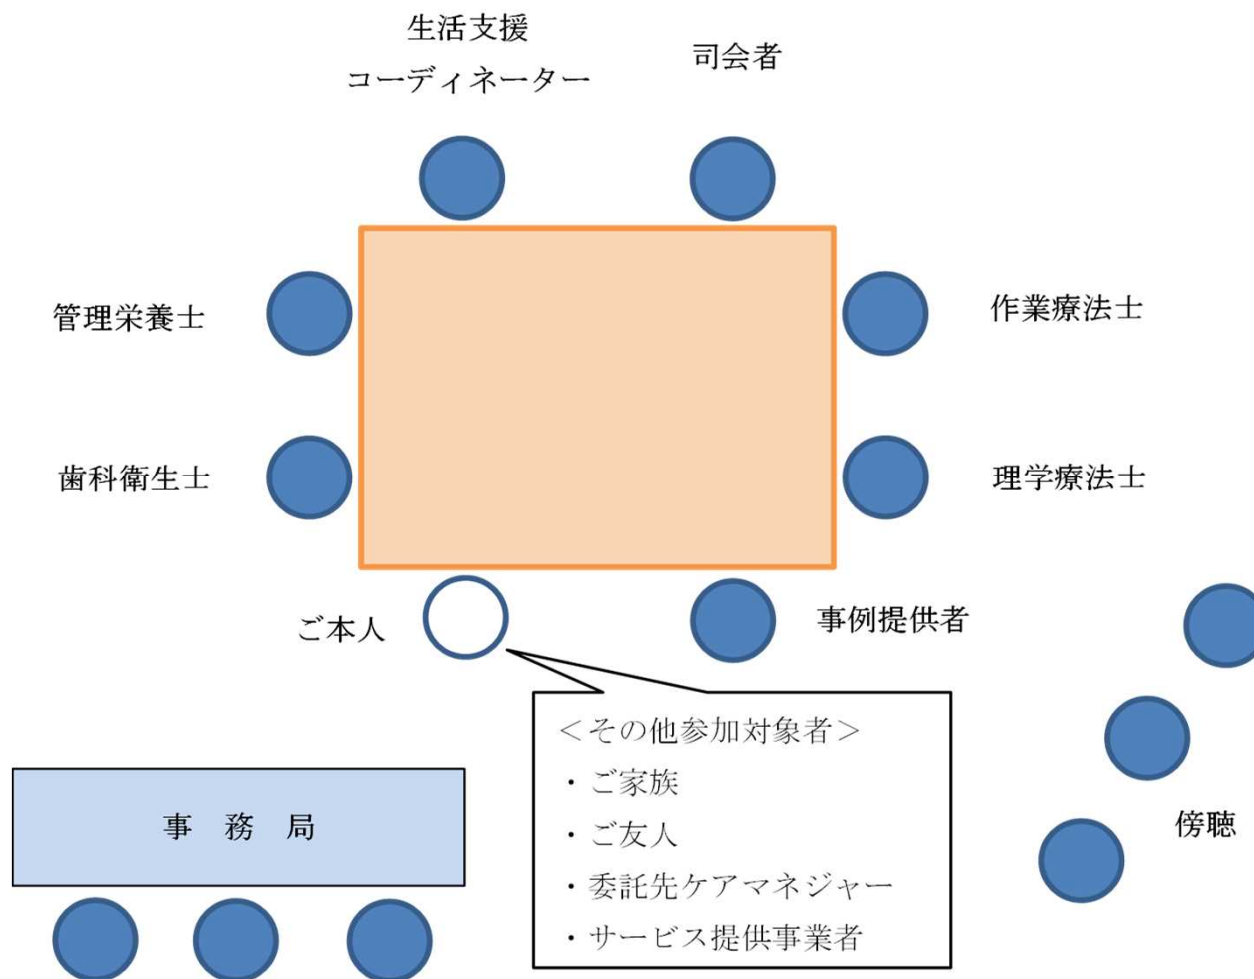 生活支援
コーディネーター
司会者
管理栄養士
作業療法士
歯科衛生士
理学療法士
ご本人
事例提供者
＜その他参加対象者＞
・ご家族
・ご友人
・委託先ケアマネジャー
・サービス提供事業者
事　務　局
傍聴